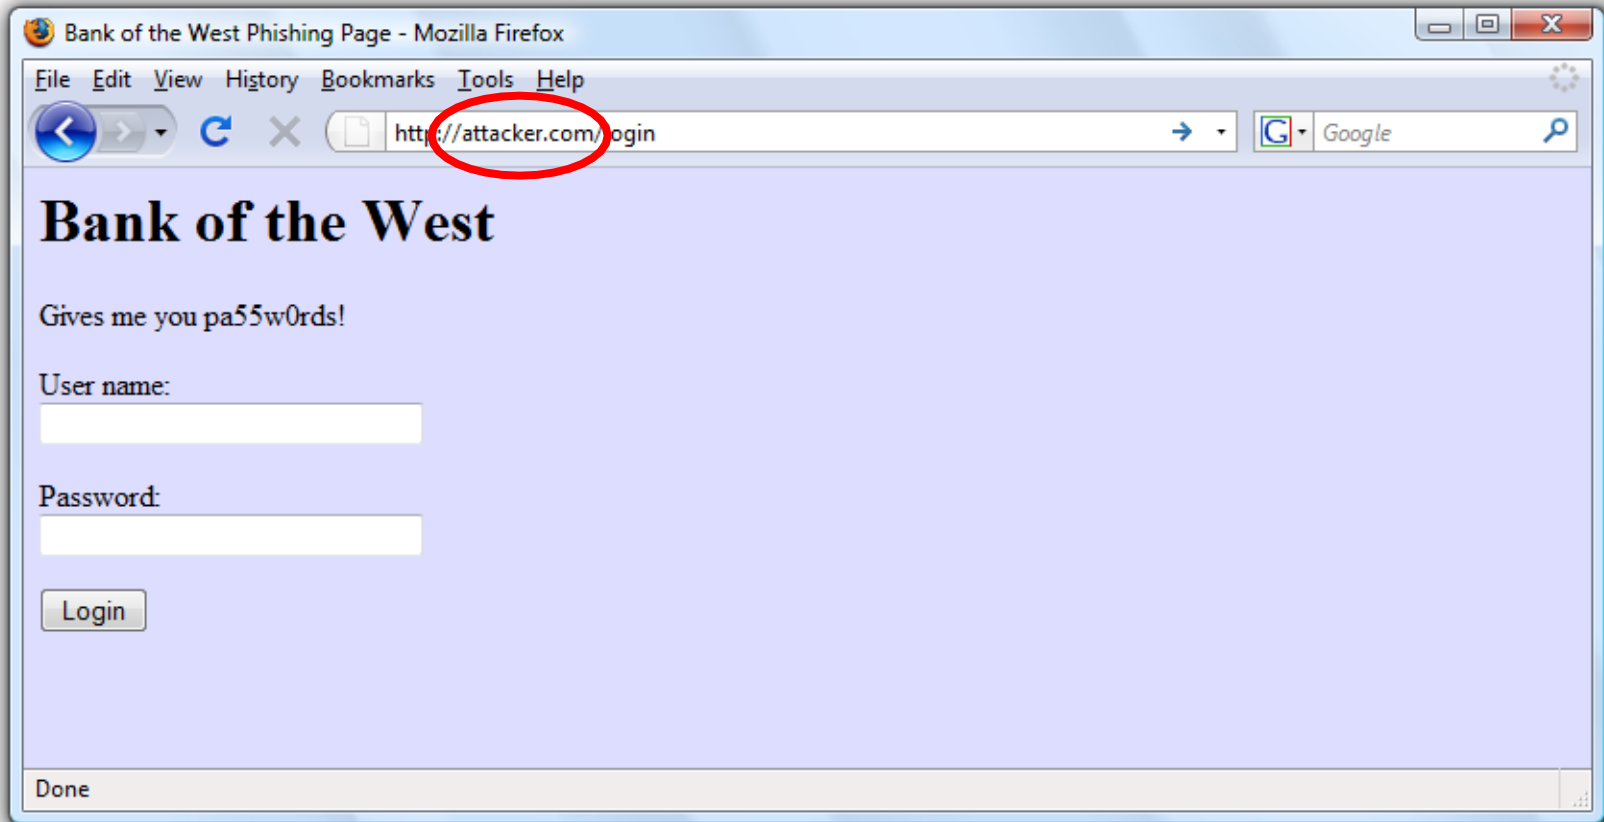 Bank of the West Phishing Page - Mozilla Firefox
File Edit View History Bookmarks Tools Help
http://attacker.com/login
G Google
Bank of the West
Gives me you pa55w0rds!
User name:
Password:
Login
Done